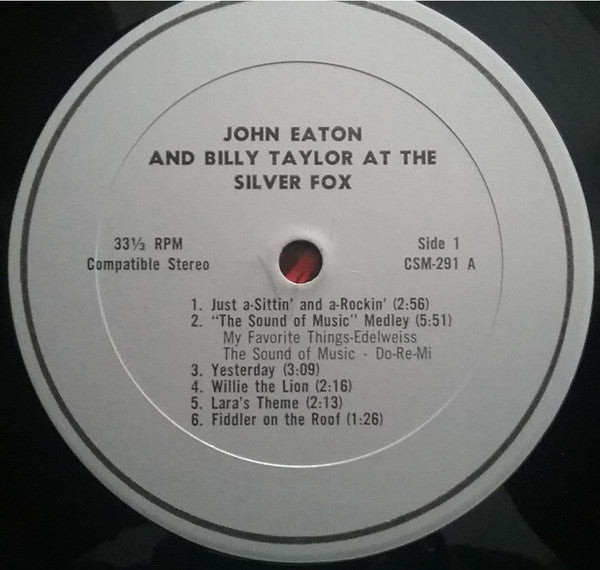 JOHN EATON
AND BILLY TAYLOR AT THE
SILVER FOX
33⅓ RPM
Compatible Stereo
Side 1
CSM-291 A
1. Just a-Sittin' and a-Rockin' (2:56)
2. "The Sound of Music" Medley (5:51)
My Favorite Things-Edelweiss
The Sound of Music - Do-Re-Mi
3. Yesterday (3:09)
4. Willie the Lion (2:16)
5. Lara's Theme (2:13)
6. Fiddler on the Roof (1:26)